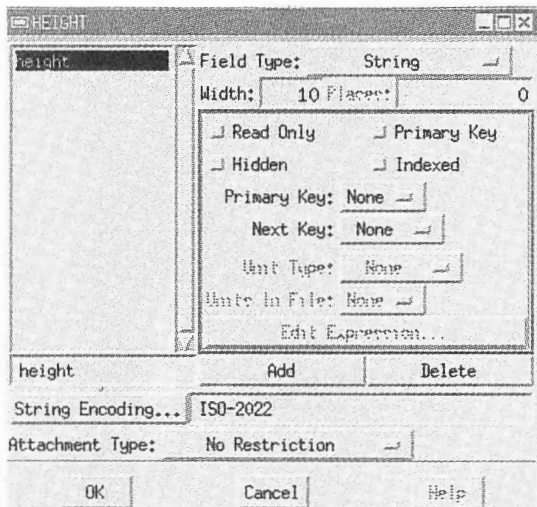 HEIGHT
height
Field Type: String
Width: 10 Places: 0
Read Only Primary Key
Hidden Indexed
Primary Key: None
Next Key: None
Unit Type: None
Units In File: None
Edit Expression...
height Add Delete
String Encoding... ISO-2022
Attachment Type: No Restriction
OK Cancel Help